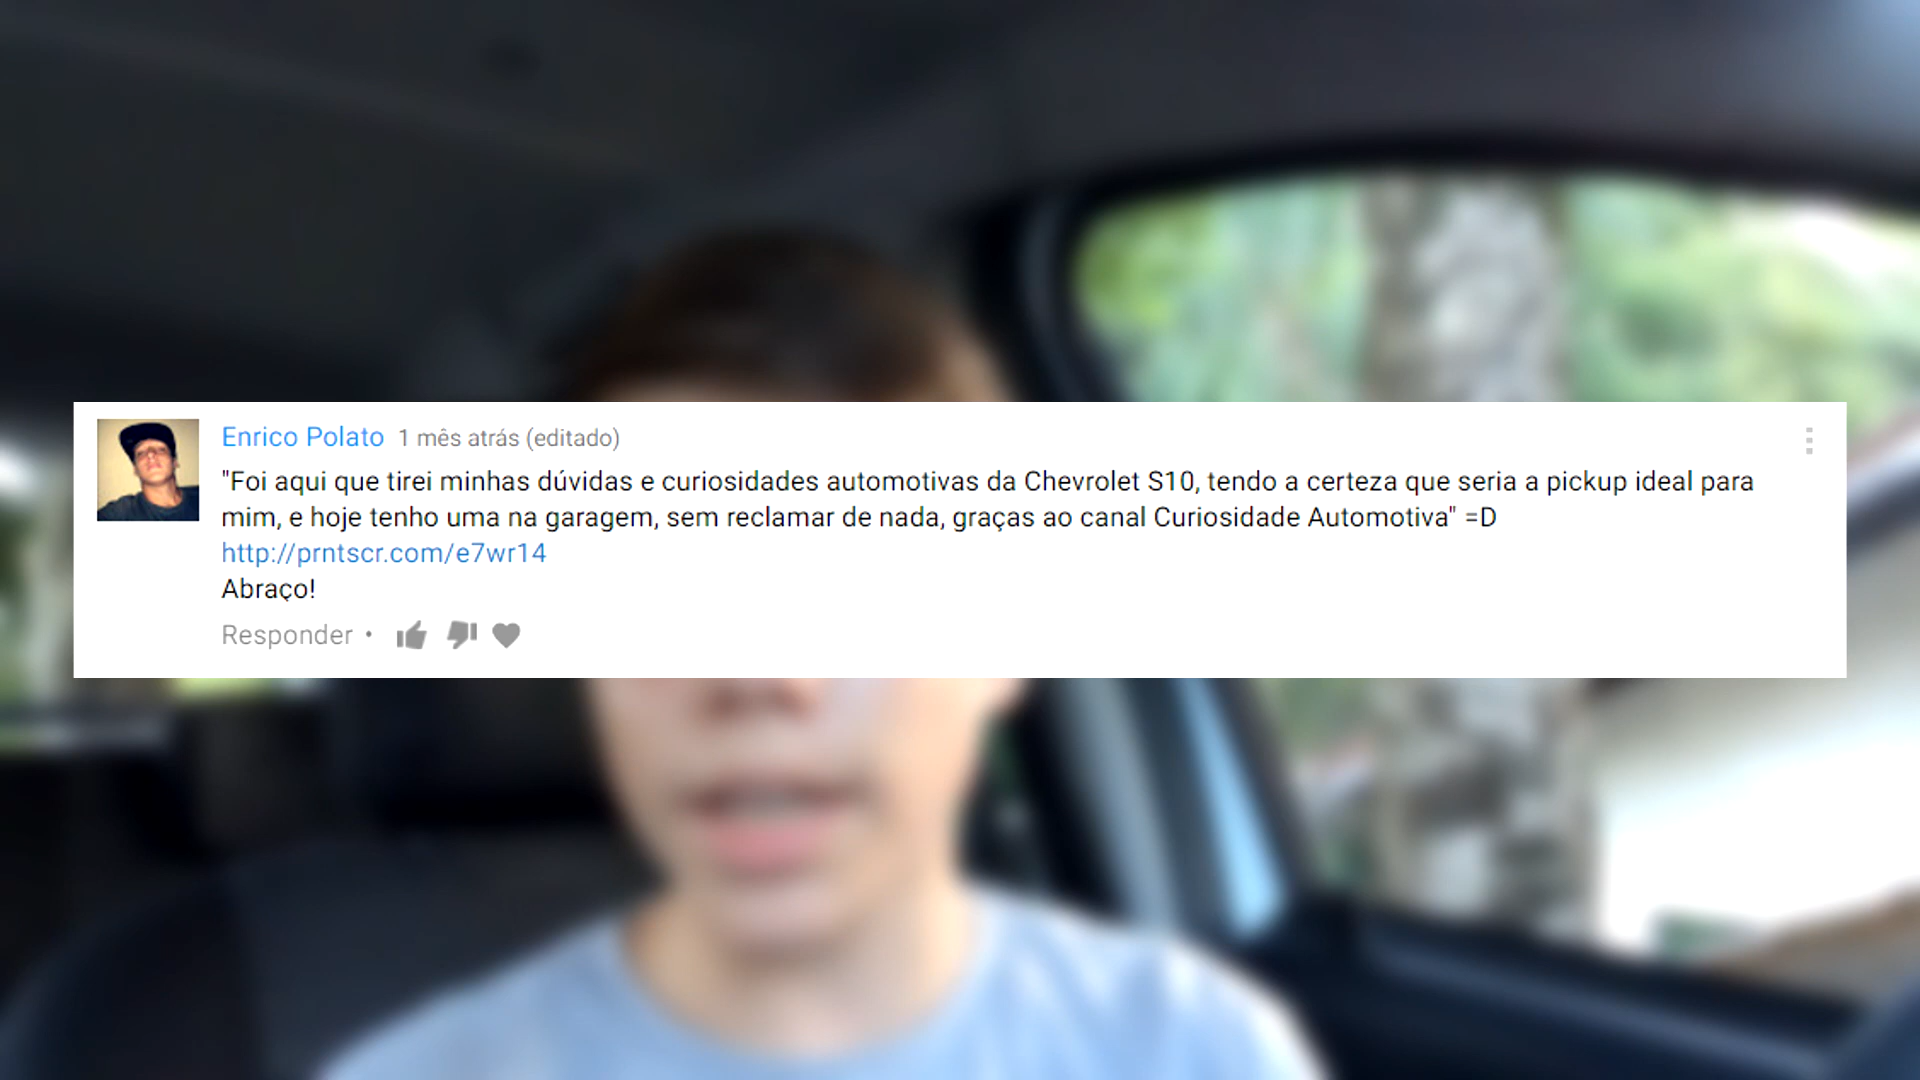 Enrico Polato 1 mês atrás (editado)
"Foi aqui que tirei minhas dúvidas e curiosidades automotivas da Chevrolet S10, tendo a certeza que seria a pickup ideal para
mim, e hoje tenho uma na garagem, sem reclamar de nada, graças ao canal Curiosidade Automotiva" =D
http://prntscr.com/e7wr14
Abraço!
Responder •